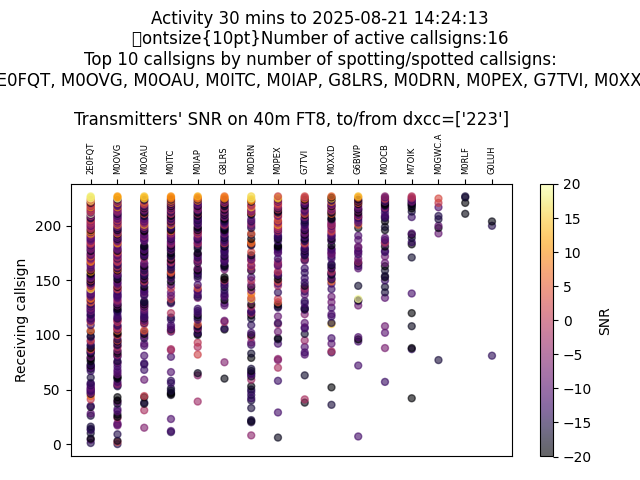 Activity 30 mins to 2025-08-21 14:24:13
ontsize{10pt}Number of active callsigns:16
Top 10 callsigns by number of spotting/spotted callsigns:
E0FQT, M0OVG, M0OAU, M0ITC, M0IAP, G8LRS, M0DRN, M0PEX, G7TVI, M0XX
Transmitters' SNR on 40m FT8, to/from dxcc=['223']
2E0FQT M0OVG M0OAU M0ITC M0IAP G8LRS M0DRN M0PEX G7TVI M0XXD G6BWP M0OCB M7OIK M0GWC.A M0RLF G0LUH
Receiving callsign
200
150
100
50
0
20
15
10
5
0
−5
−10
−15
−20
SNR